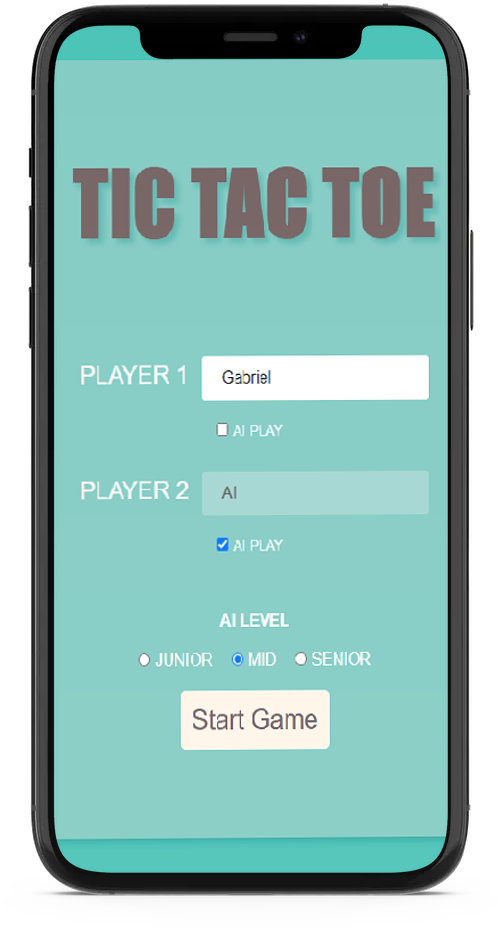 TIC TAC TOE
PLAYER 1 Gabriel
AI PLAY
PLAYER 2 AI
AI PLAY
AI LEVEL
JUNIOR MID SENIOR
Start Game